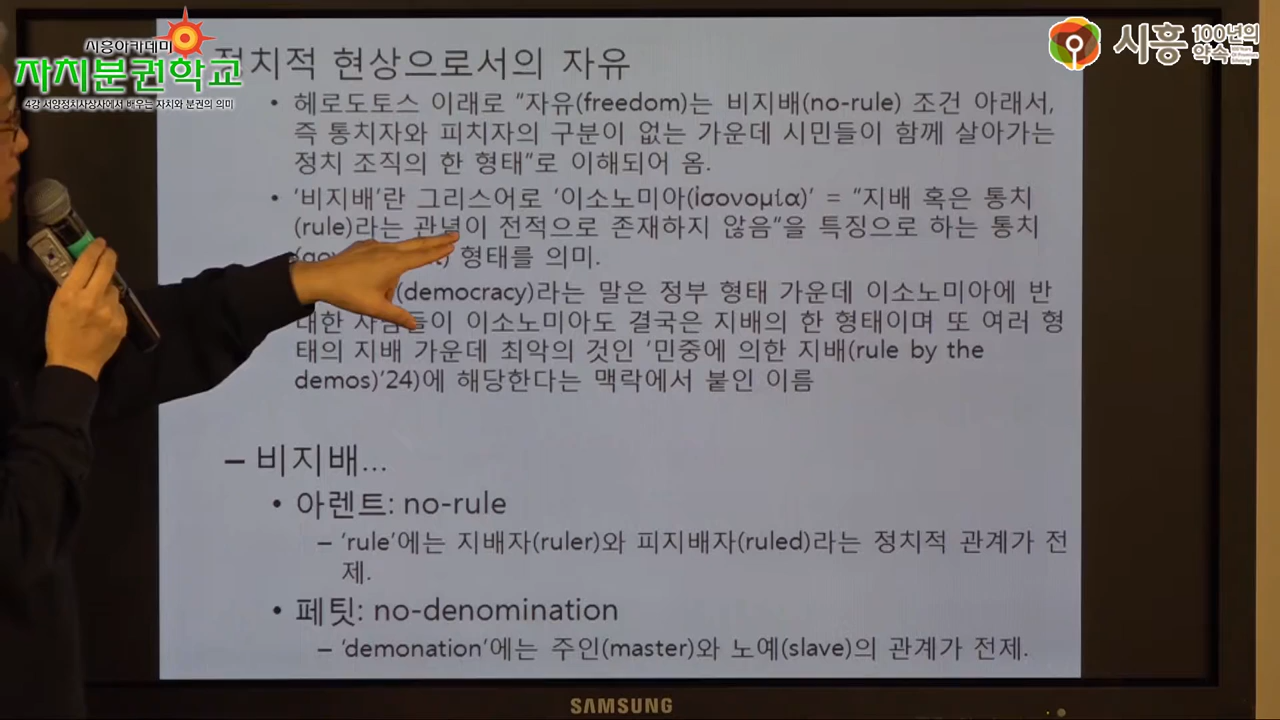 시흥아카데미
자치분권학교
4강 서양정치사상사에서 배우는 자치와 분권의 의미
시흥
100년의
약속
정치적 현상으로서의 자유
• 헤로도토스 이래로 "자유(freedom)는 비지배(no-rule) 조건 아래서,
즉 통치자와 피치자의 구분이 없는 가운데 시민들이 함께 살아가는
정치 조직의 한 형태"로 이해되어 옴.
• '비지배'란 그리스어로 '이소노미아(ἰσονομία)' = "지배 혹은 통치
(rule)라는 관념이 전적으로 존재하지 않음"을 특징으로 하는 통치
형태를 의미.
(democracy)라는 말은 정부 형태 가운데 이소노미아에 반
대한 사람들이 이소노미아도 결국은 지배의 한 형태이며 또 여러 형
태의 지배 가운데 최악의 것인 '민중에 의한 지배(rule by the
demos)'24)에 해당한다는 맥락에서 붙인 이름
– 비지배...
• 아렌트: no-rule
– 'rule'에는 지배자(ruler)와 피지배자(ruled)라는 정치적 관계가 전
제.
• 페팃: no-denomination
– 'demonation'에는 주인(master)와 노예(slave)의 관계가 전제.
SAMSUNG